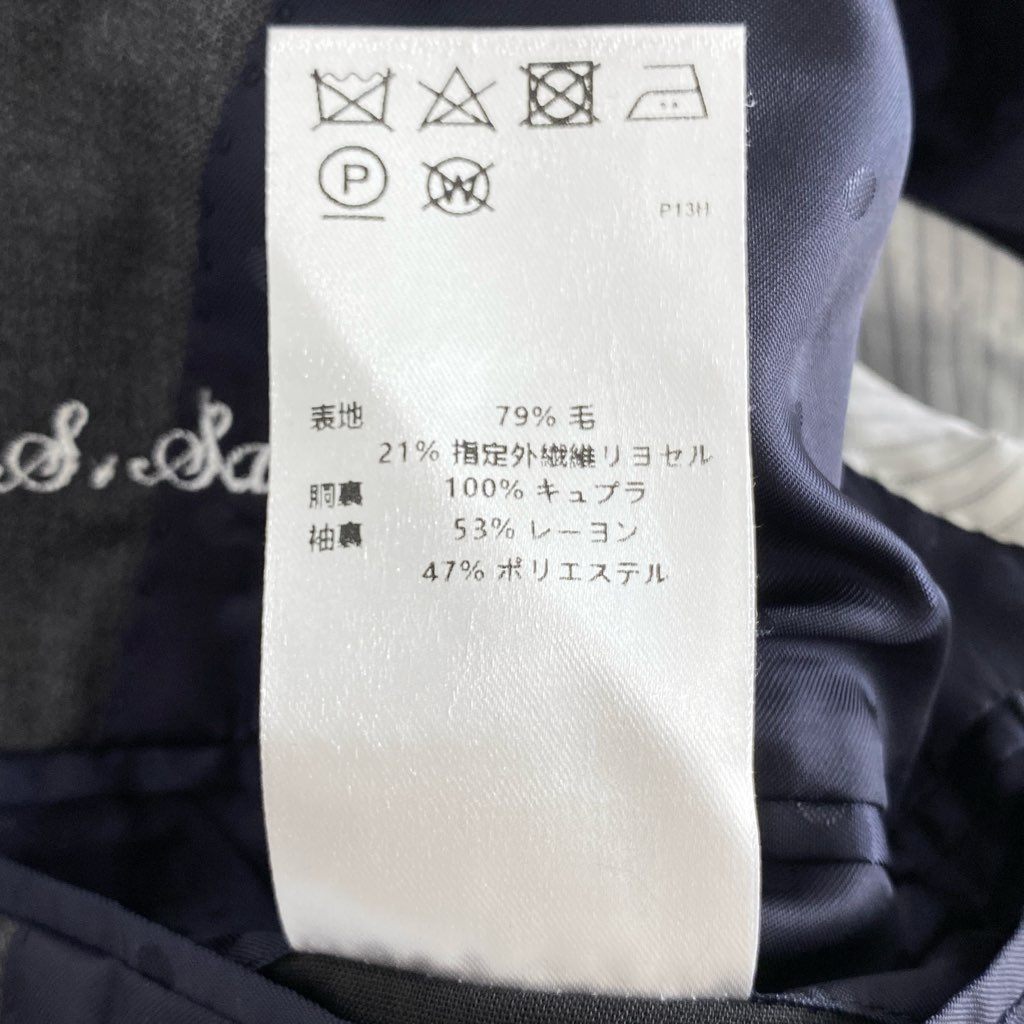 P
W
P13H
表地 79% 毛
21% 指定外繊維リヨセル
胴裏 100% キュプラ
袖裏 53% レーヨン
47% ポリエステル
S. Sa